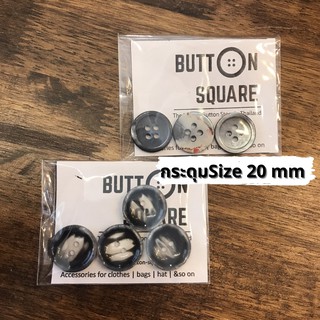 BUTTON
SQUARE
กระดุมSize 20 mm
BUTTON
SQUARE
Accessories for clothes | bags | hat | &so on